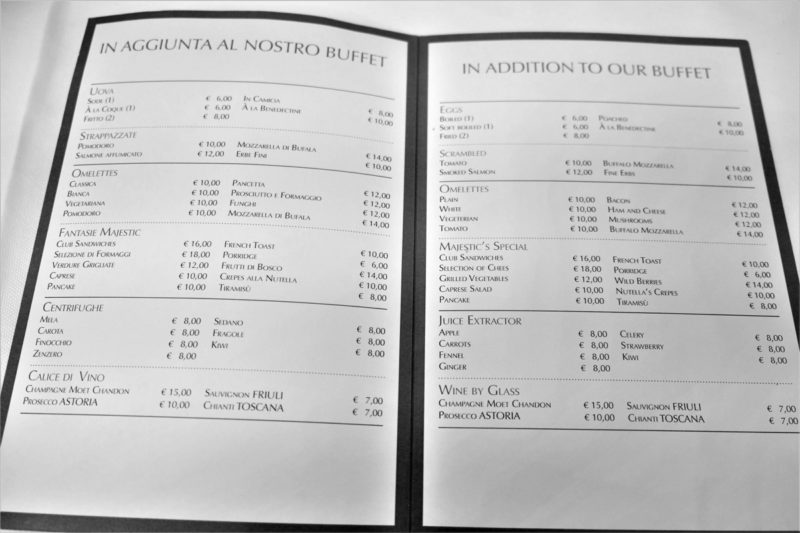 IN AGGIUNTA AL NOSTRO BUFFET
UOVA
SODE (1) € 6,00 IN CAMICIA € 8,00
À LA COQUE (1) € 6,00 À LA BENEDECTINE € 10,00
FRITTO (2) € 8,00
STRAPPAZZATE
POMODORO € 10,00 MOZZARELLA DI BUFALA € 14,00
SALMONE AFFUMICATO € 12,00 ERBE FINI € 10,00
OMELETTES
CLASSICA € 10,00 PANCETTA € 12,00
BIANCA € 10,00 PROSCIUTTO E FORMAGGIO € 12,00
VEGETARIANA € 10,00 FUNGHI € 12,00
POMODORO € 10,00 MOZZARELLA DI BUFALA € 14,00
FANTASIE MAJESTIC
CLUB SANDWICHES € 16,00 FRENCH TOAST € 10,00
SELEZIONE DI FORMAGGI € 18,00 PORRIDGE € 6,00
VERDURE GRIGLIATE € 12,00 FRUTTI DI BOSCO € 14,00
CAPRESE € 10,00 CREPES ALLA NUTELLA € 10,00
PANCAKE € 10,00 TIRAMISÙ € 8,00
CENTRIFUGHE
MELA € 8,00 SEDANO € 8,00
CAROTA € 8,00 FRAGOLE € 8,00
FINOCCHIO € 8,00 KIWI € 8,00
ZENZERO € 8,00
CALICE DI VINO
CHAMPAGNE MOET CHANDON € 15,00 SAUVIGNON FRIULI € 7,00
PROSECCO ASTORIA € 10,00 CHIANTI TOSCANA € 7,00
IN ADDITION TO OUR BUFFET
EGGS
BOILED (1) € 6,00 POACHED € 8,00
SOFT BOILED (1) € 6,00 À LA BENEDECTINE € 10,00
FRIED (2) € 8,00
SCRAMBLED
TOMATO € 10,00 BUFFALO MOZZARELLA € 14,00
SMOKED SALMON € 12,00 FINE ERBS € 10,00
OMELETTES
PLAIN € 10,00 BACON € 12,00
WHITE € 10,00 HAM AND CHEESE € 12,00
VEGETERIAN € 10,00 MUSHROOMS € 12,00
TOMATO € 10,00 BUFFALO MOZZARELLA € 14,00
MAJESTIC'S SPECIAL
CLUB SANDWICHES € 16,00 FRENCH TOAST € 10,00
SELECTION OF CHEES € 18,00 PORRIDGE € 6,00
GRILLED VEGETABLES € 12,00 WILD BERRIES € 14,00
CAPRESE SALAD € 10,00 NUTELLA'S CREPES € 10,00
PANCAKE € 10,00 TIRAMISÙ € 8,00
JUICE EXTRACTOR
APPLE € 8,00 CELERY € 8,00
CARROTS € 8,00 STRAWBERRY € 8,00
FENNEL € 8,00 KIWI € 8,00
GINGER € 8,00
WINE BY GLASS
CHAMPAGNE MOET CHANDON € 15,00 SAUVIGNON FRIULI € 7,00
PROSECCO ASTORIA € 10,00 CHIANTI TOSCANA € 7,00